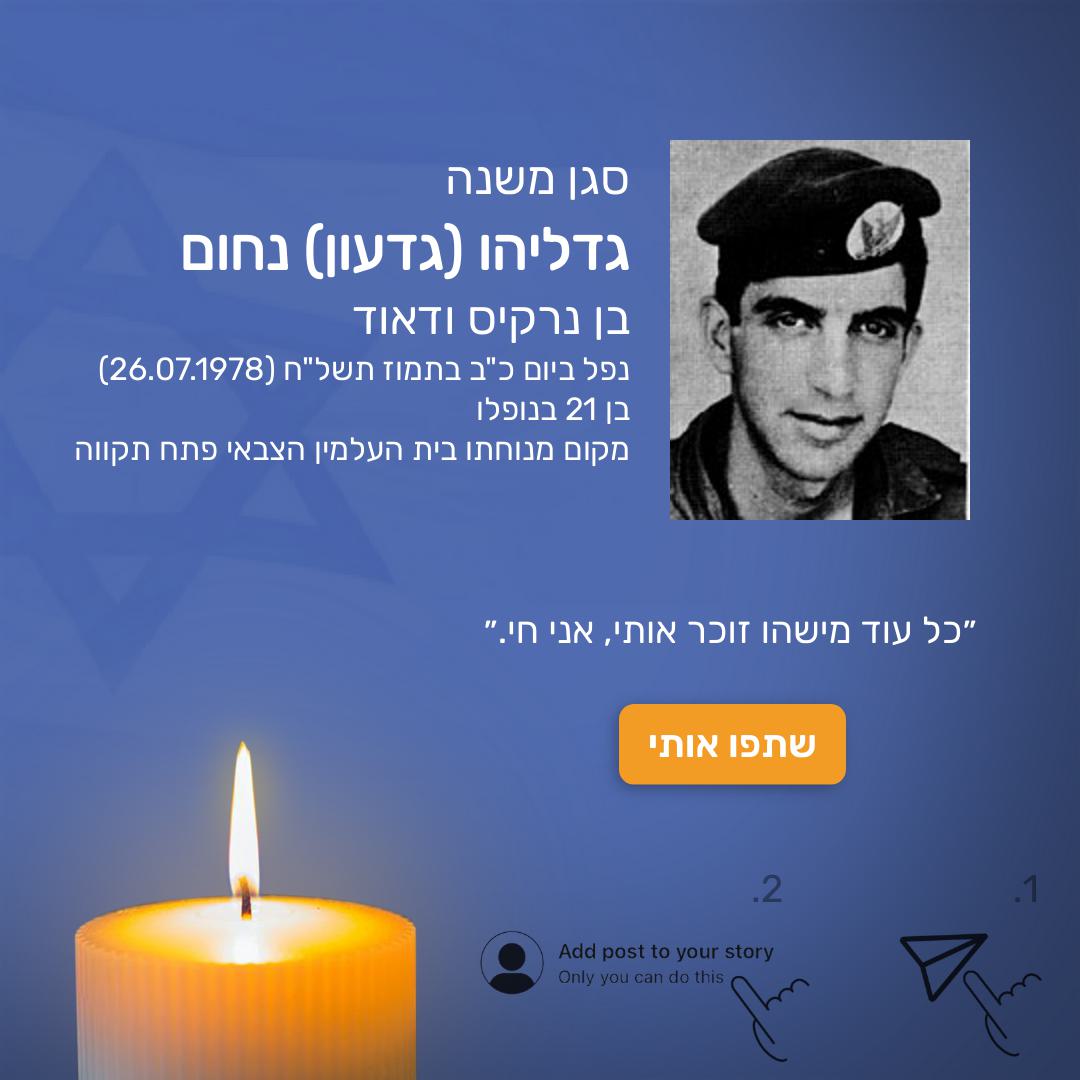 סגן משנה
גדליהו (גדעון) נחום
בן נרקיס ודאוד
נפל ביום כ"ב בתמוז תשל"ח (26.07.1978)
בן 21 בנופלו
מקום מנוחתו בית העלמין הצבאי פתח תקווה
״כל עוד מישהו זוכר אותי, אני חי.״
שתפו אותי
1.
2.
Add post to your story
Only you can do this